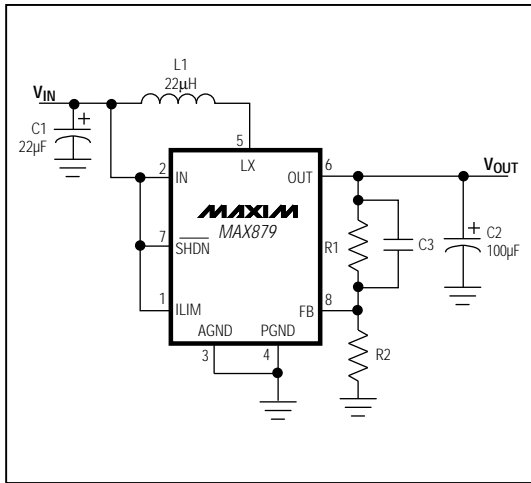 L1
22µH
VIN
+
C1
22µF
5
LX
2
IN
OUT
6
VOUT
MAXIM
MAX879
7
SHDN
R1
C3
+
C2
100µF
1
ILIM
FB
8
AGND
PGND
3
4
R2